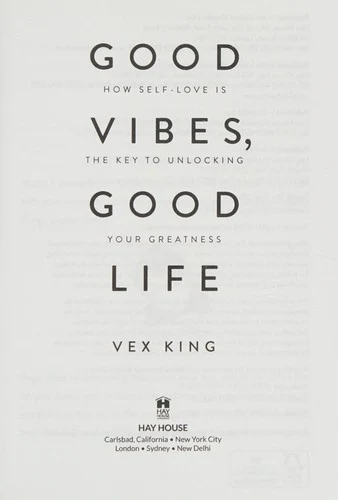 GOOD
HOW SELF-LOVE IS
VIBES,
THE KEY TO UNLOCKING
GOOD
YOUR GREATNESS
LIFE
VEX KING
HAY
HOUSE
HAY HOUSE
Carlsbad, California • New York City
London • Sydney • New Delhi